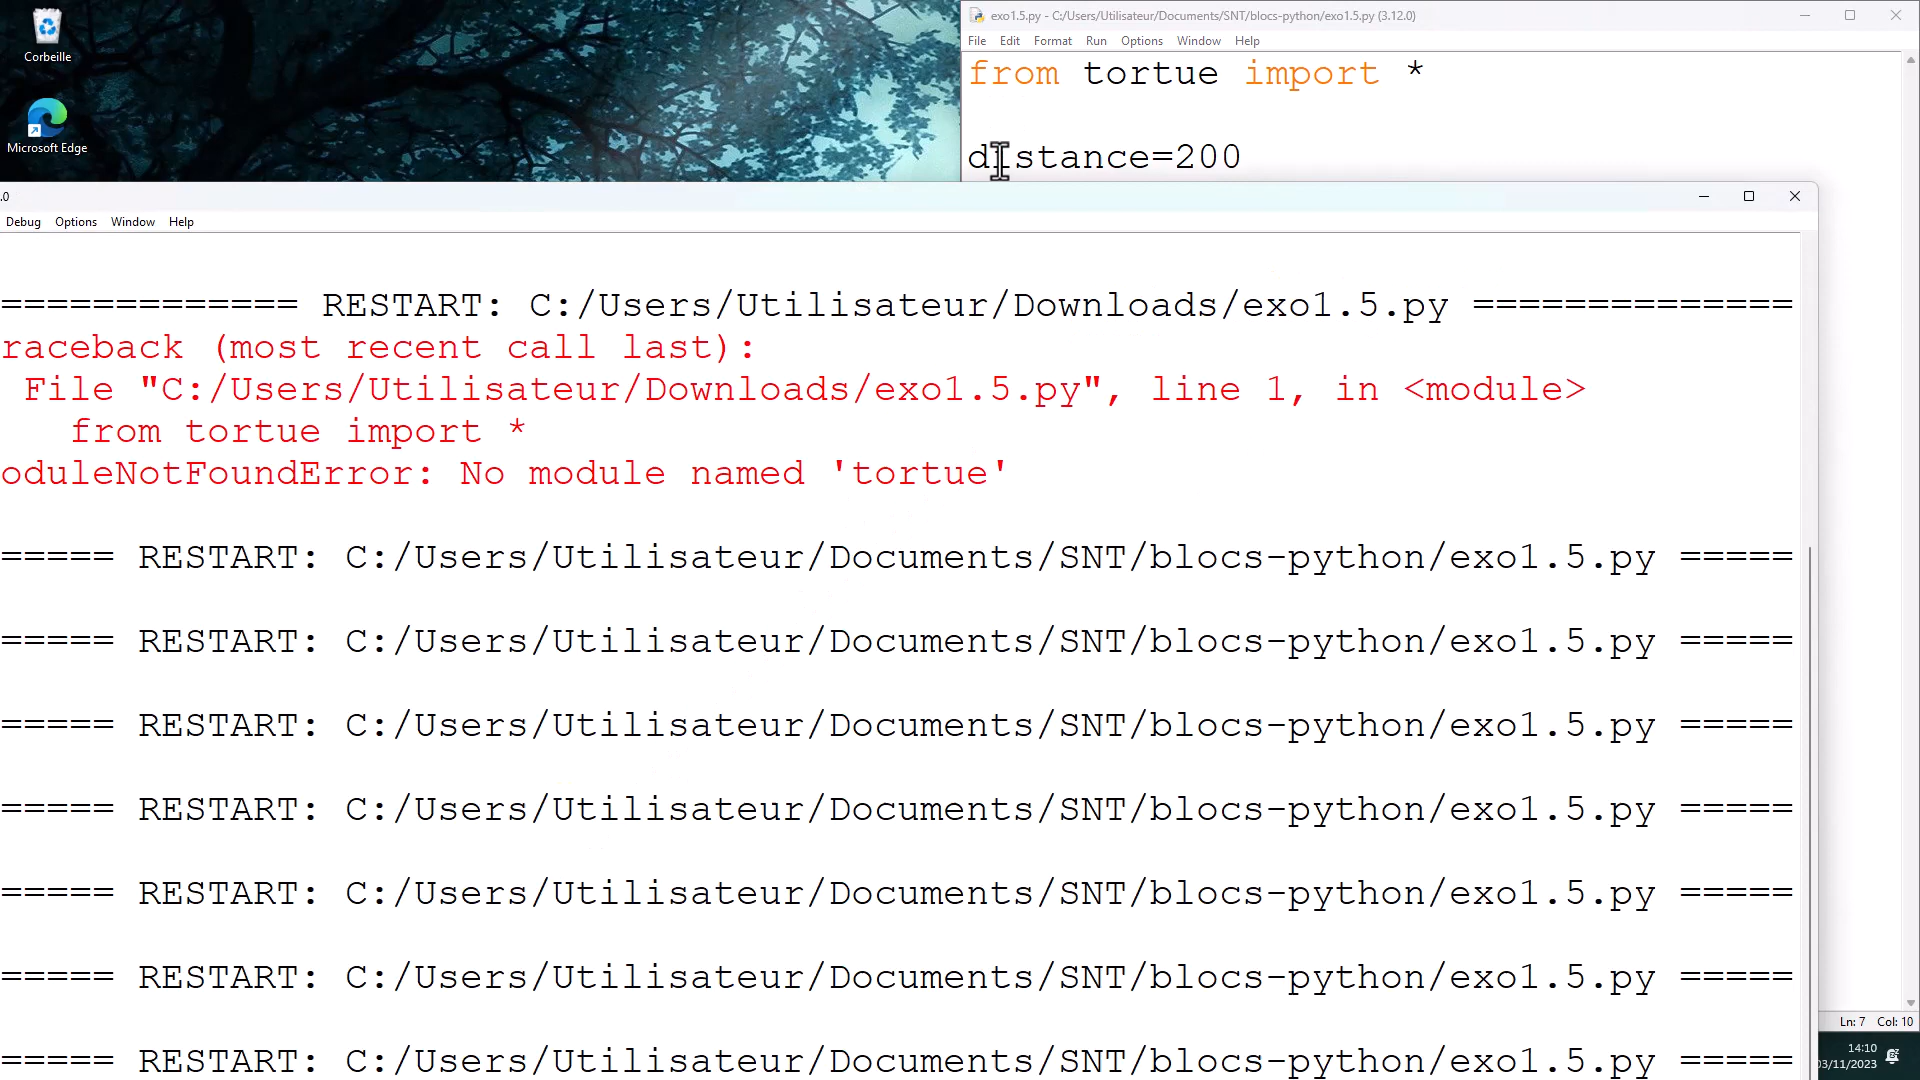 Corbeille
Microsoft Edge
exo1.5.py - C:/Users/Utilisateur/Documents/SNT/blocs-python/exo1.5.py (3.12.0)
File Edit Format Run Options Window Help
from tortue import *
distance=200
.0
Debug Options Window Help
============= RESTART: C:/Users/Utilisateur/Downloads/exo1.5.py ==============
raceback (most recent call last):
File "C:/Users/Utilisateur/Downloads/exo1.5.py", line 1, in <module>
from tortue import *
oduleNotFoundError: No module named 'tortue'
===== RESTART: C:/Users/Utilisateur/Documents/SNT/blocs-python/exo1.5.py =====
===== RESTART: C:/Users/Utilisateur/Documents/SNT/blocs-python/exo1.5.py =====
===== RESTART: C:/Users/Utilisateur/Documents/SNT/blocs-python/exo1.5.py =====
===== RESTART: C:/Users/Utilisateur/Documents/SNT/blocs-python/exo1.5.py =====
===== RESTART: C:/Users/Utilisateur/Documents/SNT/blocs-python/exo1.5.py =====
===== RESTART: C:/Users/Utilisateur/Documents/SNT/blocs-python/exo1.5.py =====
===== RESTART: C:/Users/Utilisateur/Documents/SNT/blocs-python/exo1.5.py =====
Ln: 7 Col: 10
14:10
03/11/2023